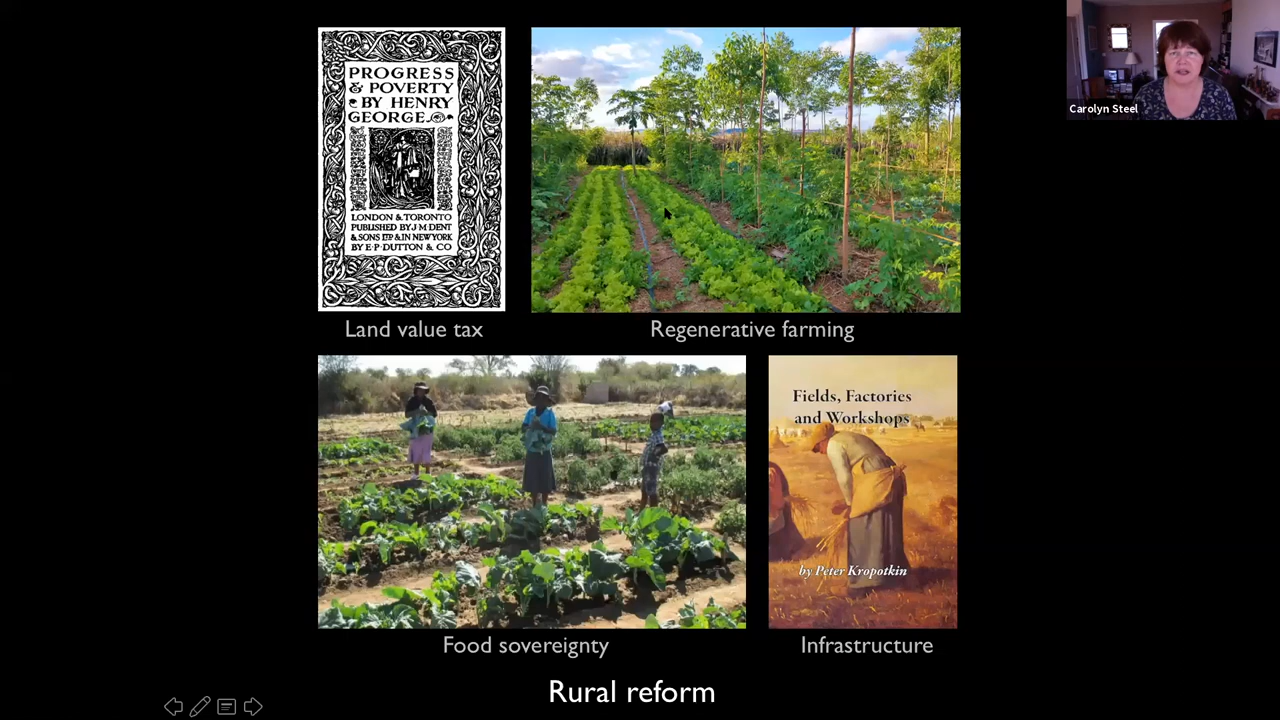 PROGRESS
& POVERTY
BY HENRY
GEORGE
LONDON & TORONTO
PUBLISHED BY J·M·DENT
& SONS LTD & IN NEW YORK
BY E·P·DUTTON & CO
Carolyn Steel
Land value tax
Regenerative farming
Fields, Factories
and Workshops
by Peter Kropotkin
Food sovereignty
Infrastructure
Rural reform